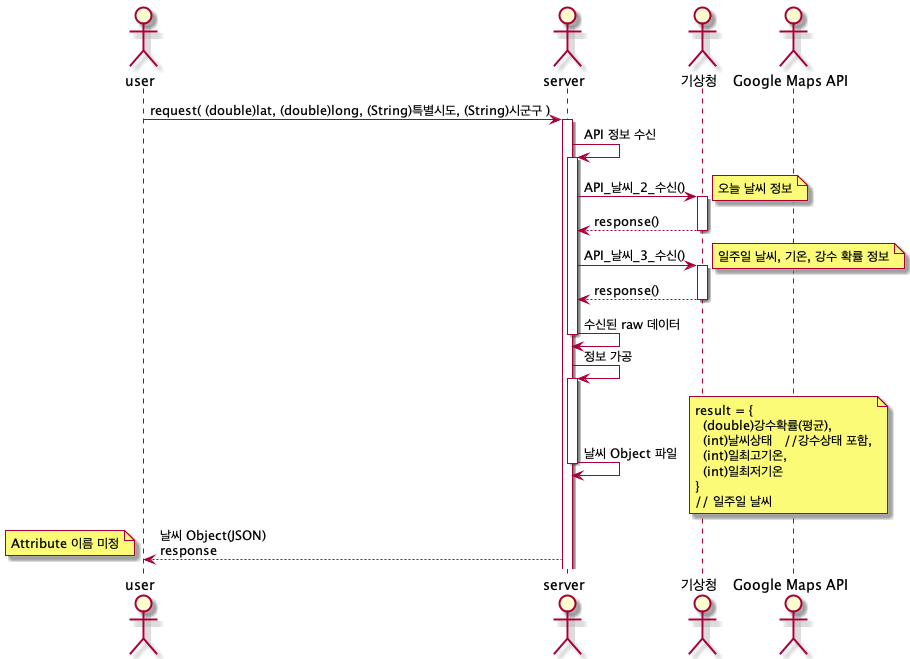 user
server
기상청
Google Maps API
request( (double)lat, (double)long, (String)특별시도, (String)시군구 )
API 정보 수신
API_날씨_2_수신()
오늘 날씨 정보
response()
API_날씨_3_수신()
일주일 날씨, 기온, 강수 확률 정보
response()
수신된 raw 데이터
정보 가공
result = {
(double)강수확률(평균),
(int)날씨상태 //강수상태 포함,
(int)일최고기온,
(int)일최저기온
}
// 일주일 날씨
날씨 Object 파일
Attribute 이름 미정
날씨 Object(JSON)
response
user
server
기상청
Google Maps API